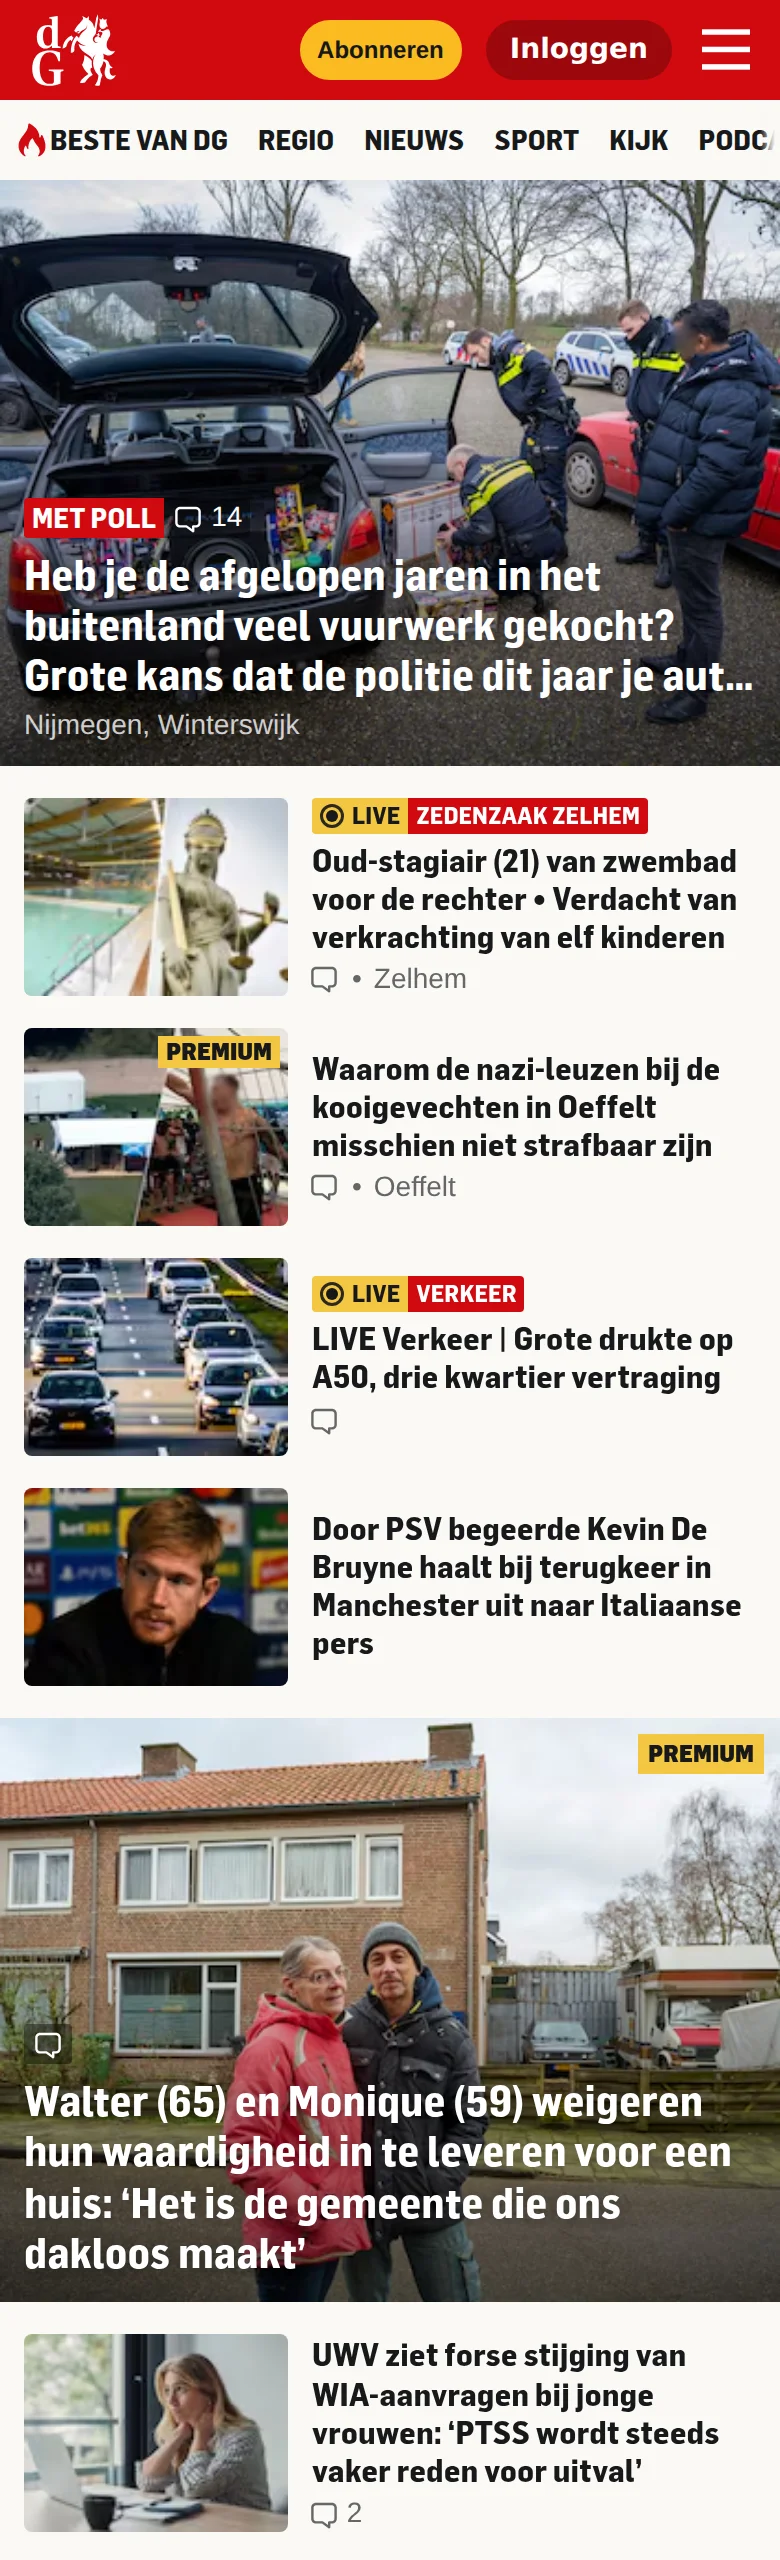 dG
Abonneren
Inloggen
BESTE VAN DG
REGIO
NIEUWS
SPORT
KIJK
MET POLL
14
Heb je de afgelopen jaren in het
buitenland veel vuurwerk gekocht?
Grote kans dat de politie dit jaar je aut...
Nijmegen, Winterswijk
LIVE ZEDENZAAK ZELHEM
Oud-stagiair (21) van zwembad
voor de rechter • Verdacht van
verkrachting van elf kinderen
• Zelhem
PREMIUM
Waarom de nazi-leuzen bij de
kooigevechten in Oeffelt
misschien niet strafbaar zijn
• Oeffelt
LIVE VERKEER
LIVE Verkeer | Grote drukte op
A50, drie kwartier vertraging
bet365
Door PSV begeerde Kevin De
Bruyne haalt bij terugkeer in
Manchester uit naar Italiaanse
pers
PREMIUM
Walter (65) en Monique (59) weigeren
hun waardigheid in te leveren voor een
huis: ‘Het is de gemeente die ons
dakloos maakt’
UWV ziet forse stijging van
WIA-aanvragen bij jonge
vrouwen: ‘PTSS wordt steeds
vaker reden voor uitval’
2